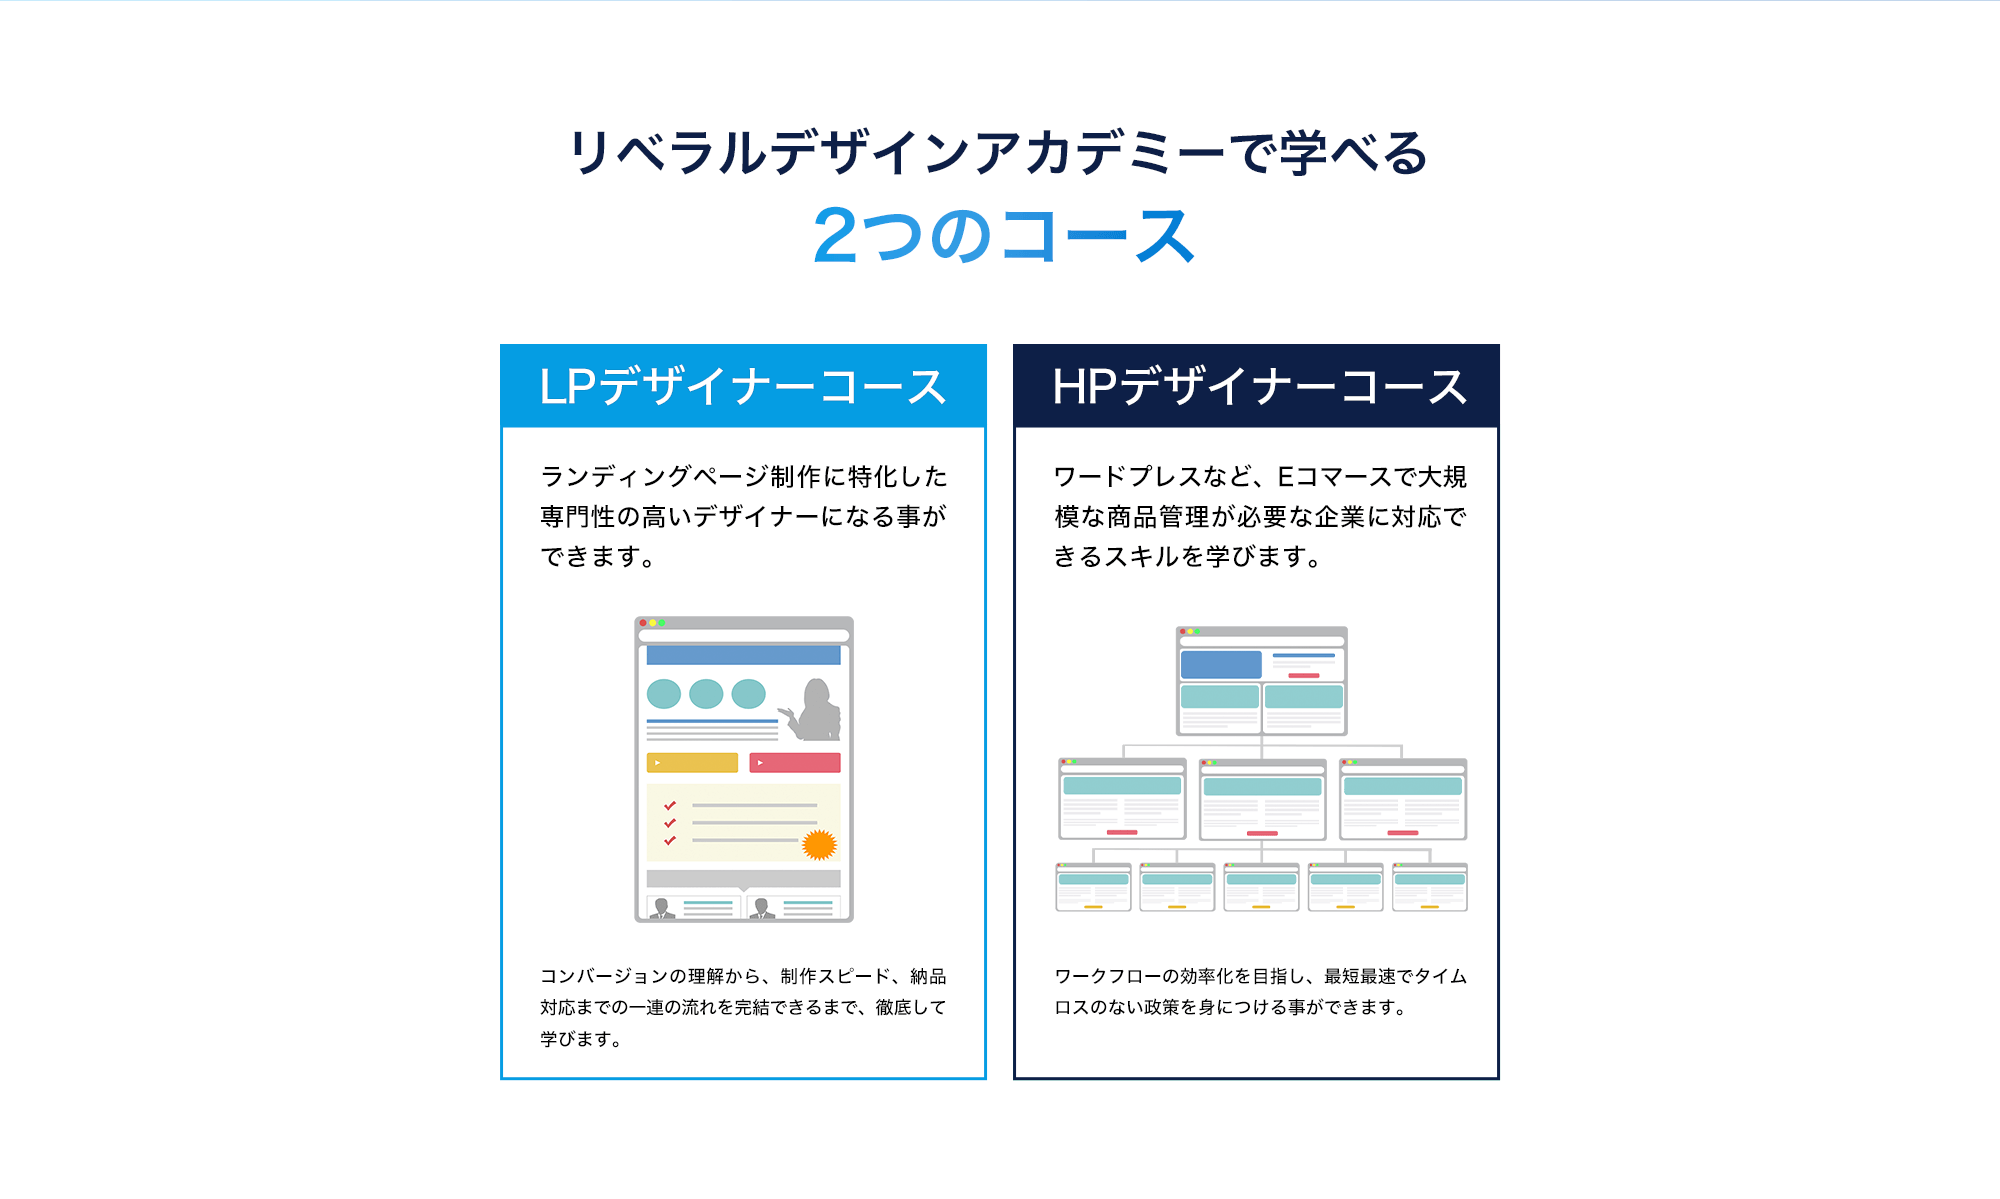 リベラルデザインアカデミーで学べる
2つのコース
LPデザイナーコース
ランディングページ制作に特化した
専門性の高いデザイナーになる事が
できます。
コンバージョンの理解から、制作スピード、納品
対応までの一連の流れを完結できるまで、徹底して
学びます。
HPデザイナーコース
ワードプレスなど、Eコマースで大規
模な商品管理が必要な企業に対応で
きるスキルを学びます。
ワークフローの効率化を目指し、最短最速でタイム
ロスのない政策を身につける事ができます。